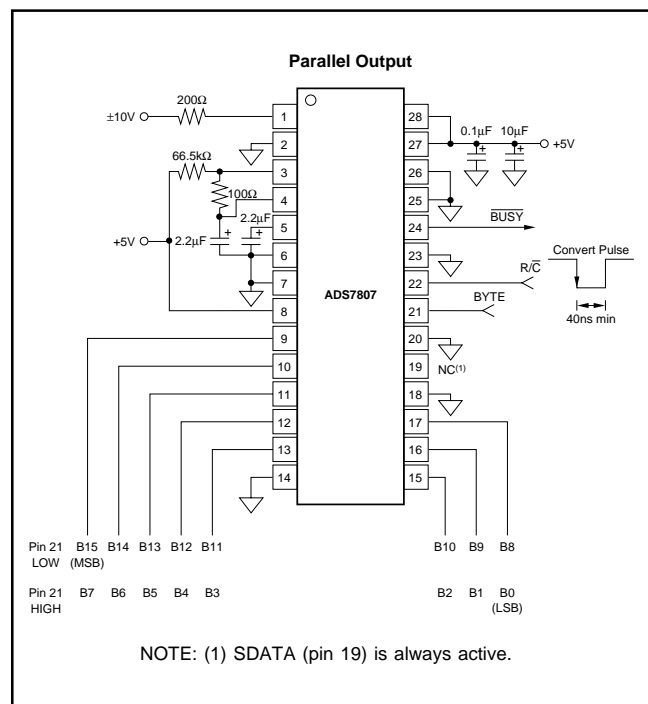 Parallel Output
200Ω
±10V
1
28
0.1µF
10µF
+
+
+5V
2
27
66.5kΩ
3
26
100Ω
4
25
2.2µF
BUSY
+5V
2.2µF
+
+
5
24
6
23
Convert Pulse
R/C
7
ADS7807
22
BYTE
40ns min
8
21
9
20
NC(1)
10
19
11
18
12
17
13
16
14
15
Pin 21 B15 B14 B13 B12 B11 B10 B9 B8
LOW (MSB)
Pin 21 B7 B6 B5 B4 B3 B2 B1 B0
HIGH (LSB)
NOTE: (1) SDATA (pin 19) is always active.